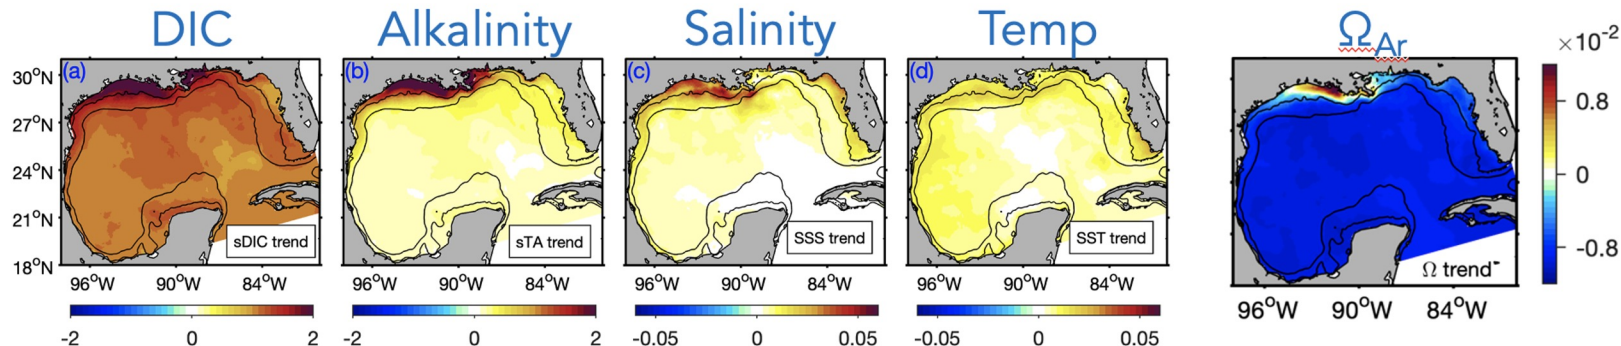 DIC
Alkalinity
Salinity
Temp
Ω_Ar
×10⁻²
(a)
(b)
(c)
(d)
30°N
27°N
24°N
21°N
18°N
sDIC trend
sTA trend
SSS trend
SST trend
Ω trend⁻
0.8
0
-0.8
96°W 90°W 84°W
96°W 90°W 84°W
96°W 90°W 84°W
96°W 90°W 84°W
96°W 90°W 84°W
-2 0 2
-2 0 2
-0.05 0 0.05
-0.05 0 0.05